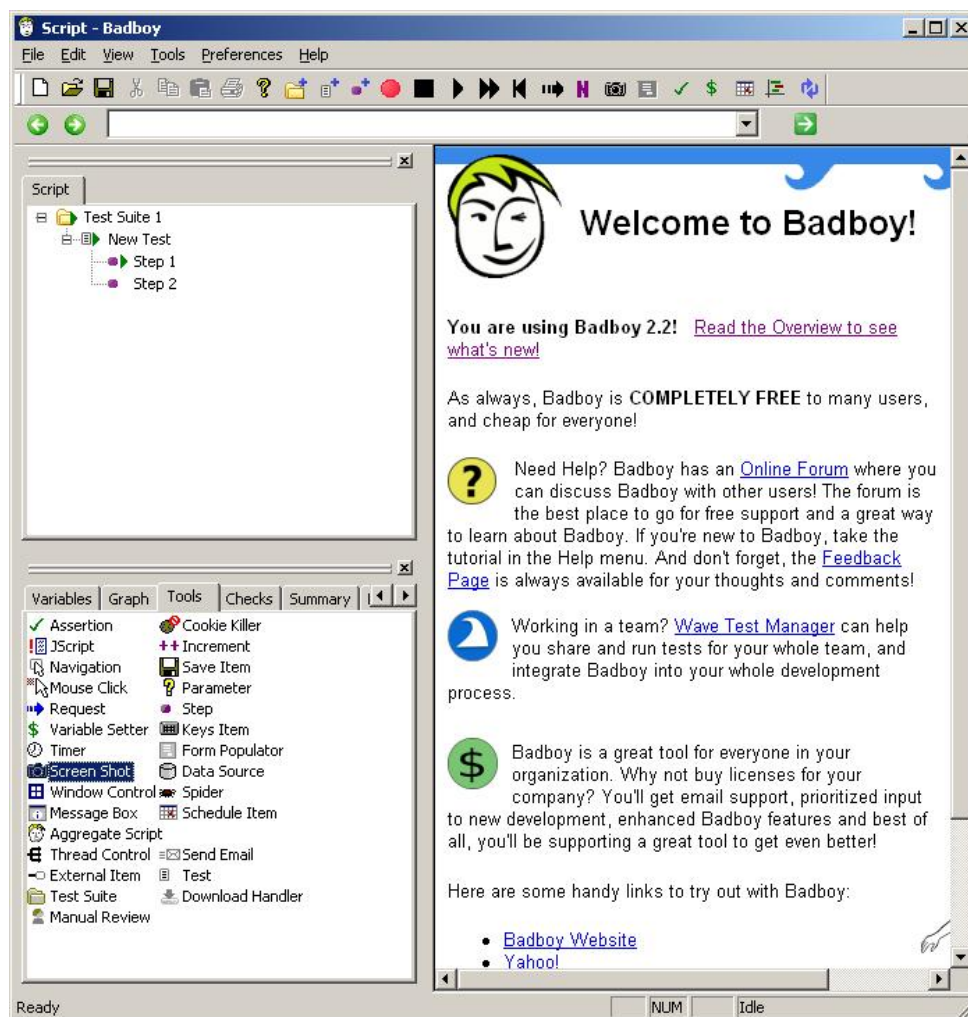 Script - Badboy
File Edit View Tools Preferences Help
Script
Test Suite 1
New Test
Step 1
Step 2
Variables Graph Tools Checks Summary
Assertion Cookie Killer
JScript Increment
Navigation Save Item
Mouse Click Parameter
Request Step
Variable Setter Keys Item
Timer Form Populator
Screen Shot Data Source
Window Control Spider
Message Box Schedule Item
Aggregate Script
Thread Control Send Email
External Item Test
Test Suite Download Handler
Manual Review
Welcome to Badboy!
You are using Badboy 2.2! Read the Overview to see
what's new!
As always, Badboy is COMPLETELY FREE to many users,
and cheap for everyone!
Need Help? Badboy has an Online Forum where you
can discuss Badboy with other users! The forum is
the best place to go for free support and a great way
to learn about Badboy. If you're new to Badboy, take the
tutorial in the Help menu. And don't forget, the Feedback
Page is always available for your thoughts and comments!
Working in a team? Wave Test Manager can help
you share and run tests for your whole team, and
integrate Badboy into your whole development
process.
Badboy is a great tool for everyone in your
organization. Why not buy licenses for your
company? You'll get email support, prioritized input
to new development, enhanced Badboy features and best of
all, you'll be supporting a great tool to get even better!
Here are some handy links to try out with Badboy:
Badboy Website
Yahoo!
Ready NUM Idle